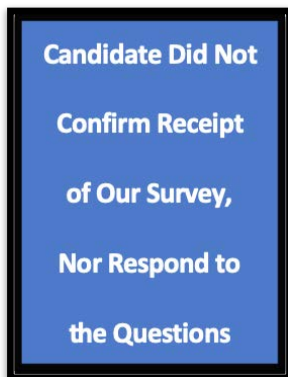 Candidate Did Not
Confirm Receipt
of Our Survey,
Nor Respond to
the Questions